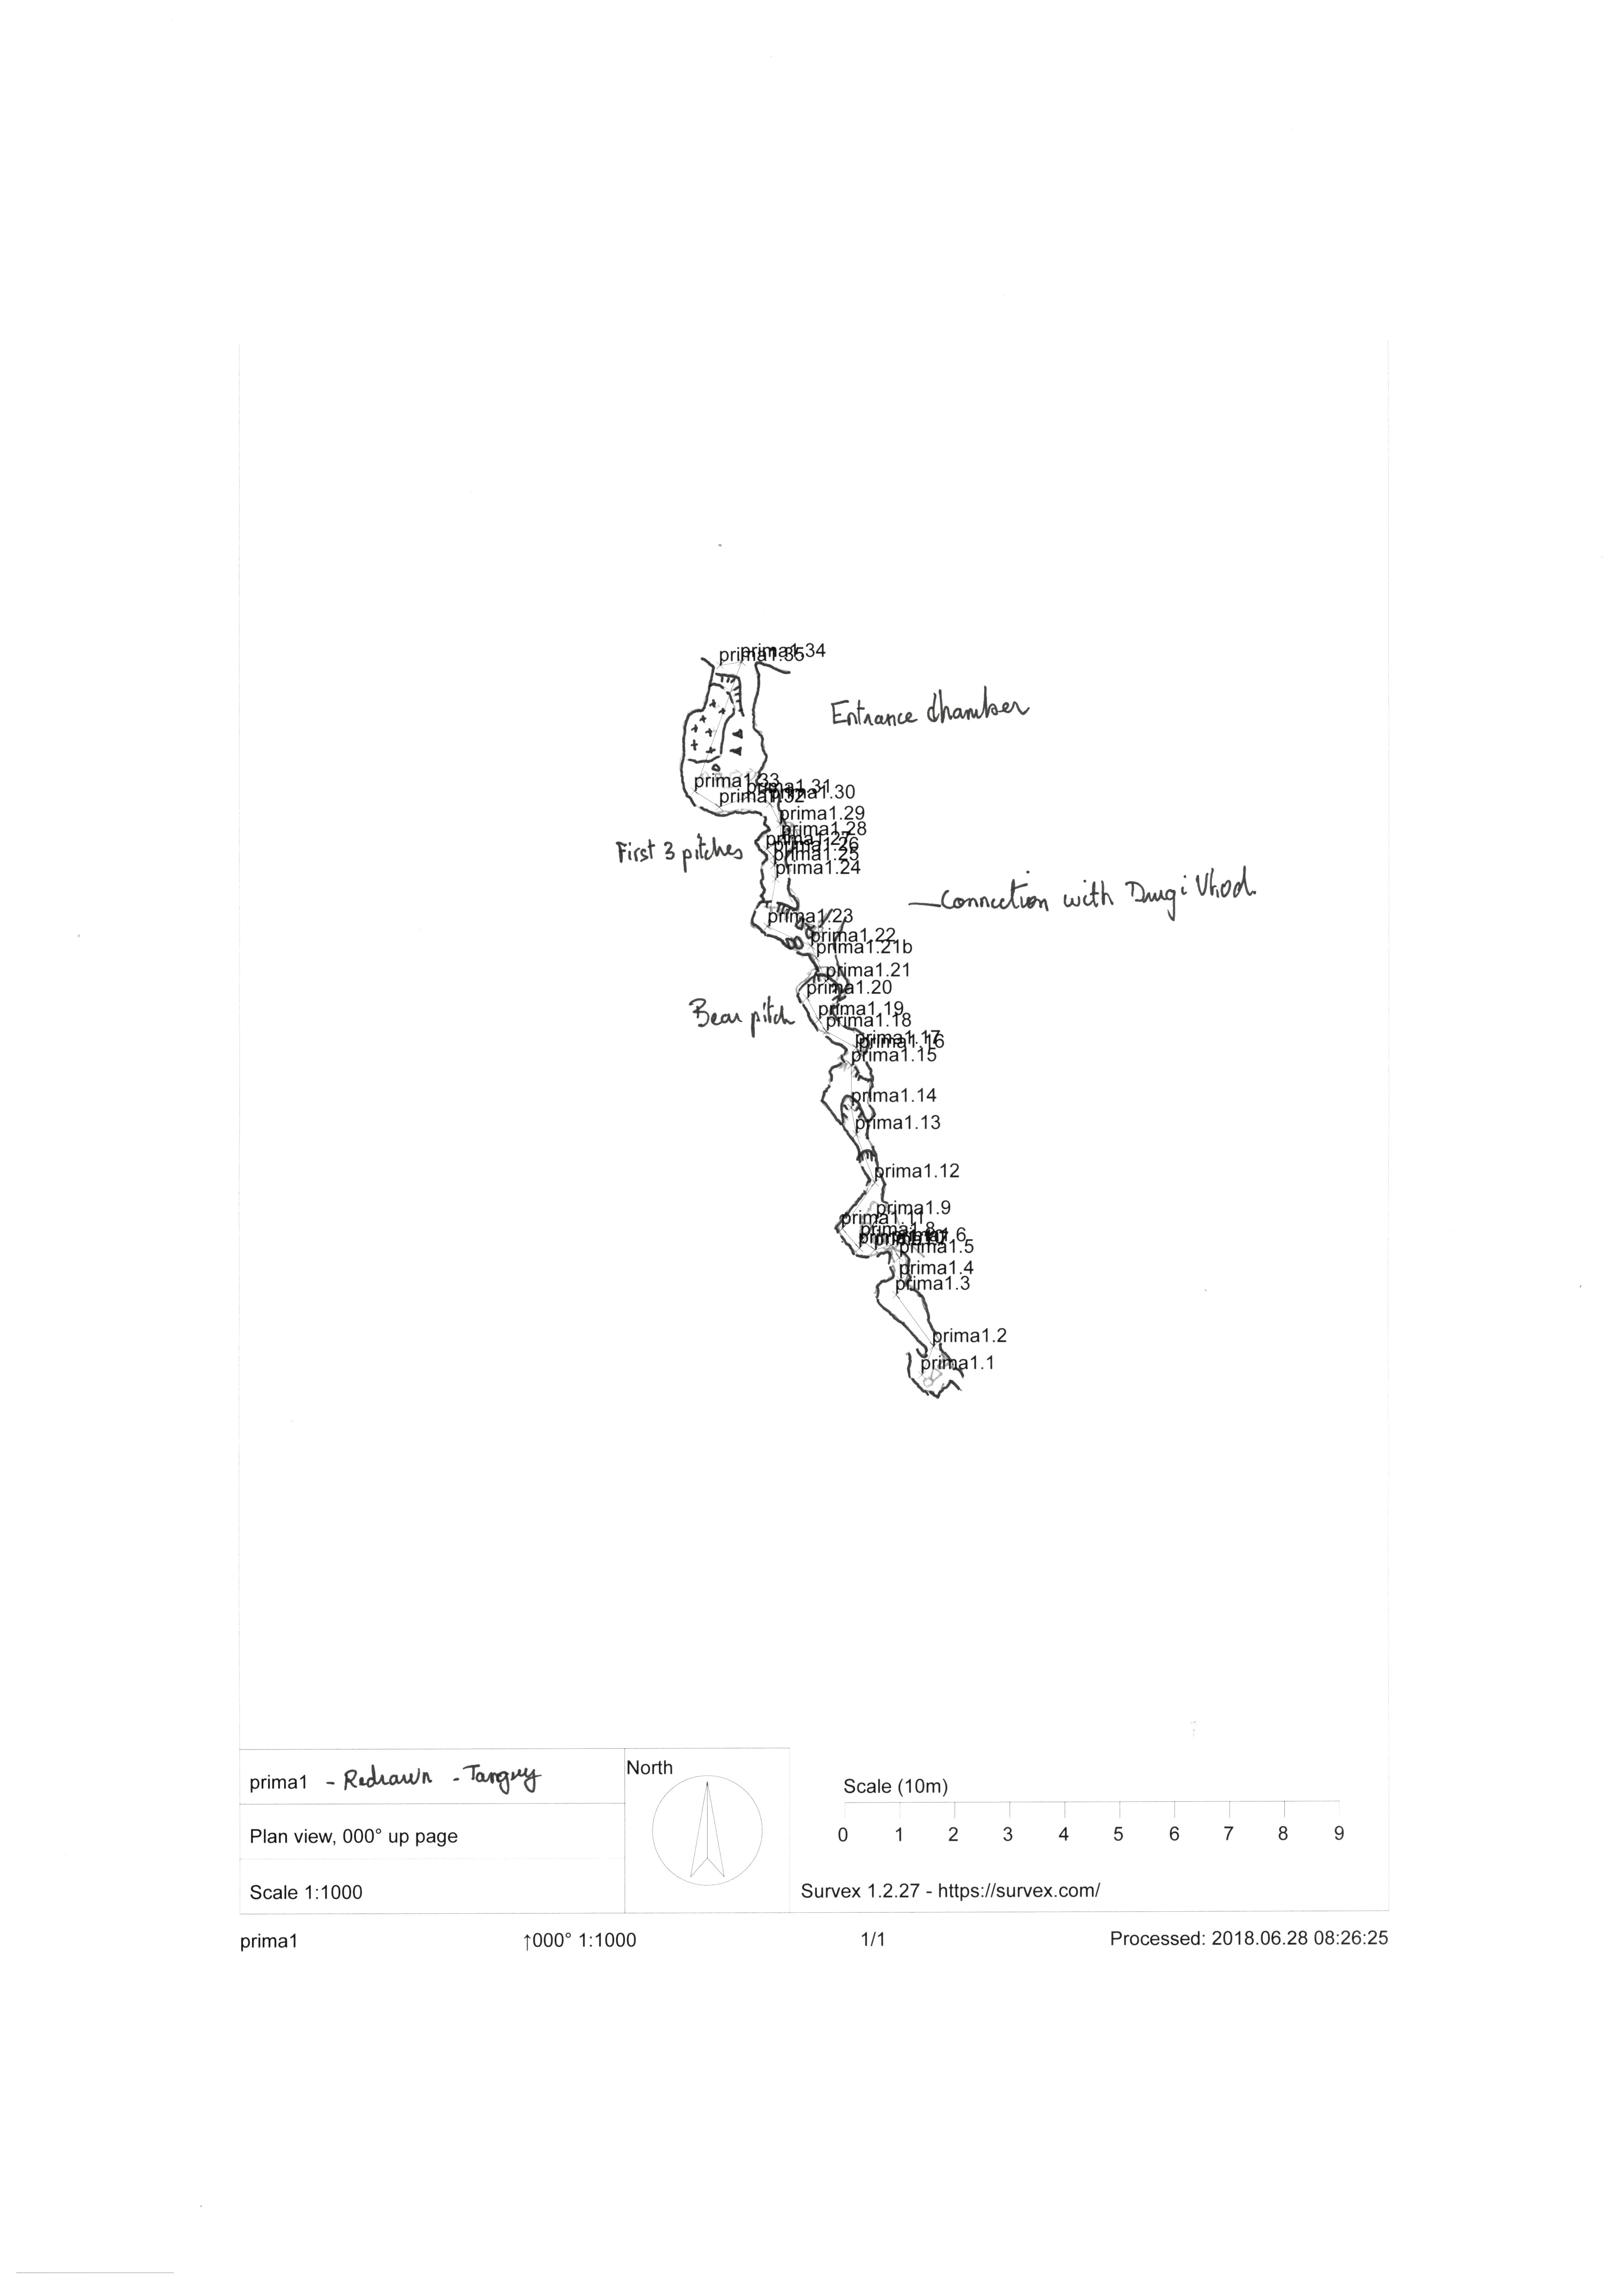 prima1.34
prima1.35
Entrance Chamber
prima1.33
prima1.31
prima1.30
prima1.32
prima1.29
prima1.28
prima1.27
First 3 pitches
prima1.26
prima1.25
prima1.24
Connection with Drugi Vhod.
prima1.23
prima1.22
prima1.21b
prima1.21
prima1.20
Bear pitch
prima1.19
prima1.18
prima1.17
prima1.16
prima1.15
prima1.14
prima1.13
prima1.12
prima1.9
prima1.11
prima1.8
prima1.5
prima1.4
prima1.3
prima1.2
prima1.1
prima1 - Redrawn - Tanguy
North
Scale (10m)
Plan view, 000° up page
0 1 2 3 4 5 6 7 8 9
Scale 1:1000
Survex 1.2.27 - https://survex.com/
prima1 ↑000° 1:1000 1/1 Processed: 2018.06.28 08:26:25